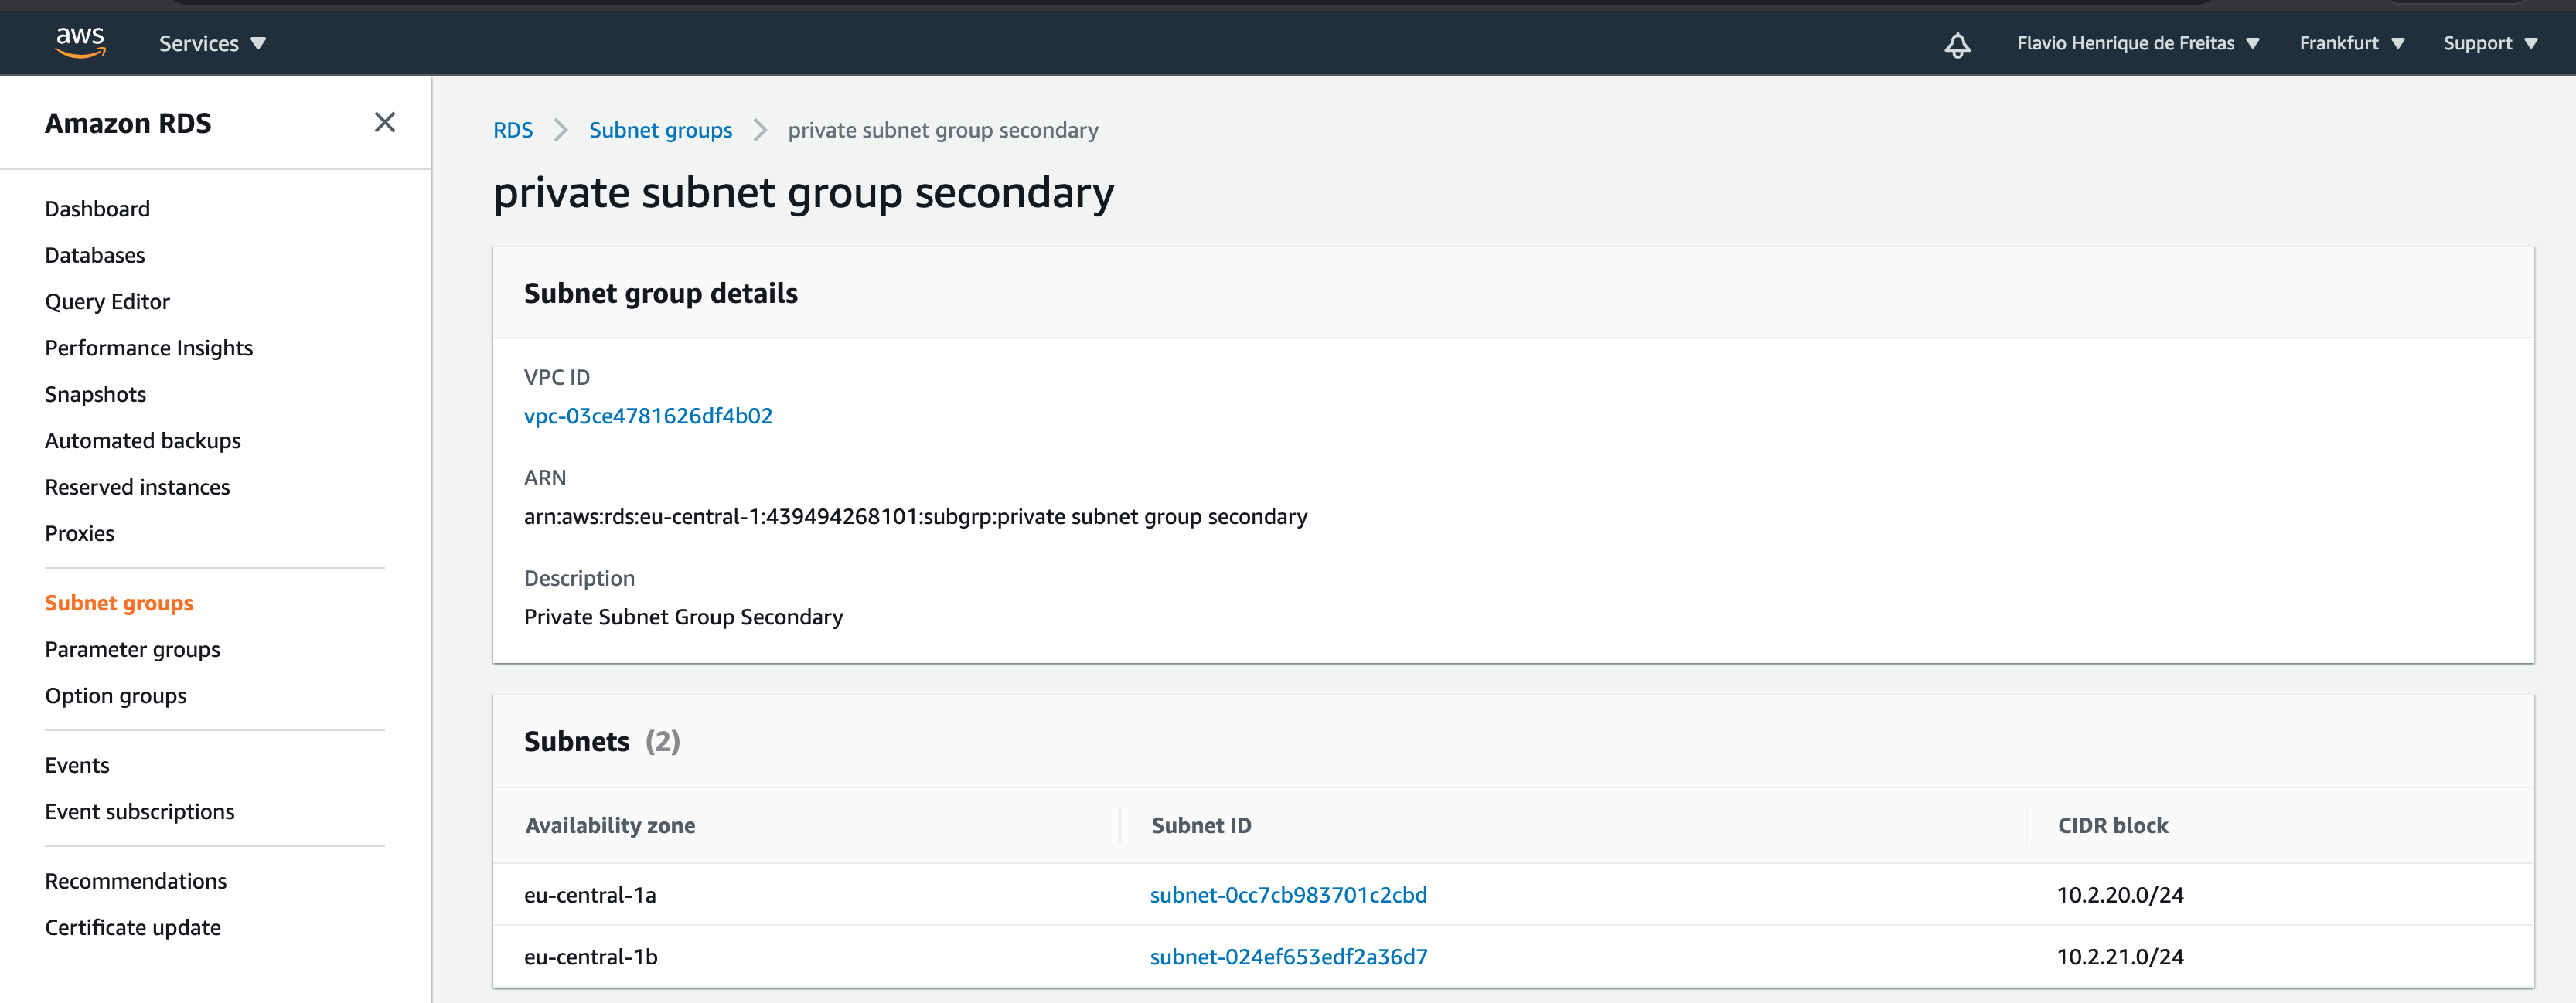 aws Services Flavio Henrique de Freitas Frankfurt Support
Amazon RDS
Dashboard
Databases
Query Editor
Performance Insights
Snapshots
Automated backups
Reserved instances
Proxies
Subnet groups
Parameter groups
Option groups
Events
Event subscriptions
Recommendations
Certificate update
RDS Subnet groups private subnet group secondary
private subnet group secondary
Subnet group details
VPC ID
vpc-03ce4781626df4b02
ARN
arn:aws:rds:eu-central-1:439494268101:subgrp:private subnet group secondary
Description
Private Subnet Group Secondary
Subnets (2)
Availability zone Subnet ID CIDR block
eu-central-1a subnet-0cc7cb983701c2cbd 10.2.20.0/24
eu-central-1b subnet-024ef653edf2a36d7 10.2.21.0/24